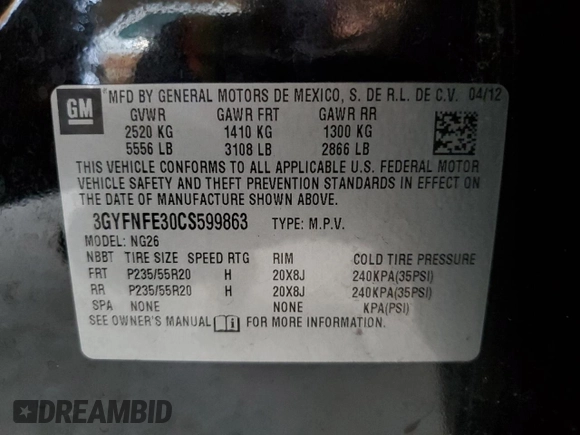 GM
MFD BY GENERAL MOTORS DE MEXICO, S. DE R.L. DE C.V. 04/12
GVWR GAWR FRT GAWR RR
2520 KG 1410 KG 1300 KG
5556 LB 3108 LB 2866 LB
THIS VEHICLE CONFORMS TO ALL APPLICABLE U.S. FEDERAL MOTOR
VEHICLE SAFETY AND THEFT PREVENTION STANDARDS IN EFFECT ON
THE DATE OF MANUFACTURE SHOWN ABOVE.
3GYFNFE30CS599863 TYPE: M.P.V.
MODEL: NG26
NBBT TIRE SIZE SPEED RTG RIM COLD TIRE PRESSURE
FRT P235/55R20 H 20X8J 240KPA(35PSI)
RR P235/55R20 H 20X8J 240KPA(35PSI)
SPA NONE NONE KPA(PSI)
SEE OWNER'S MANUAL FOR MORE INFORMATION.
DREAMBID